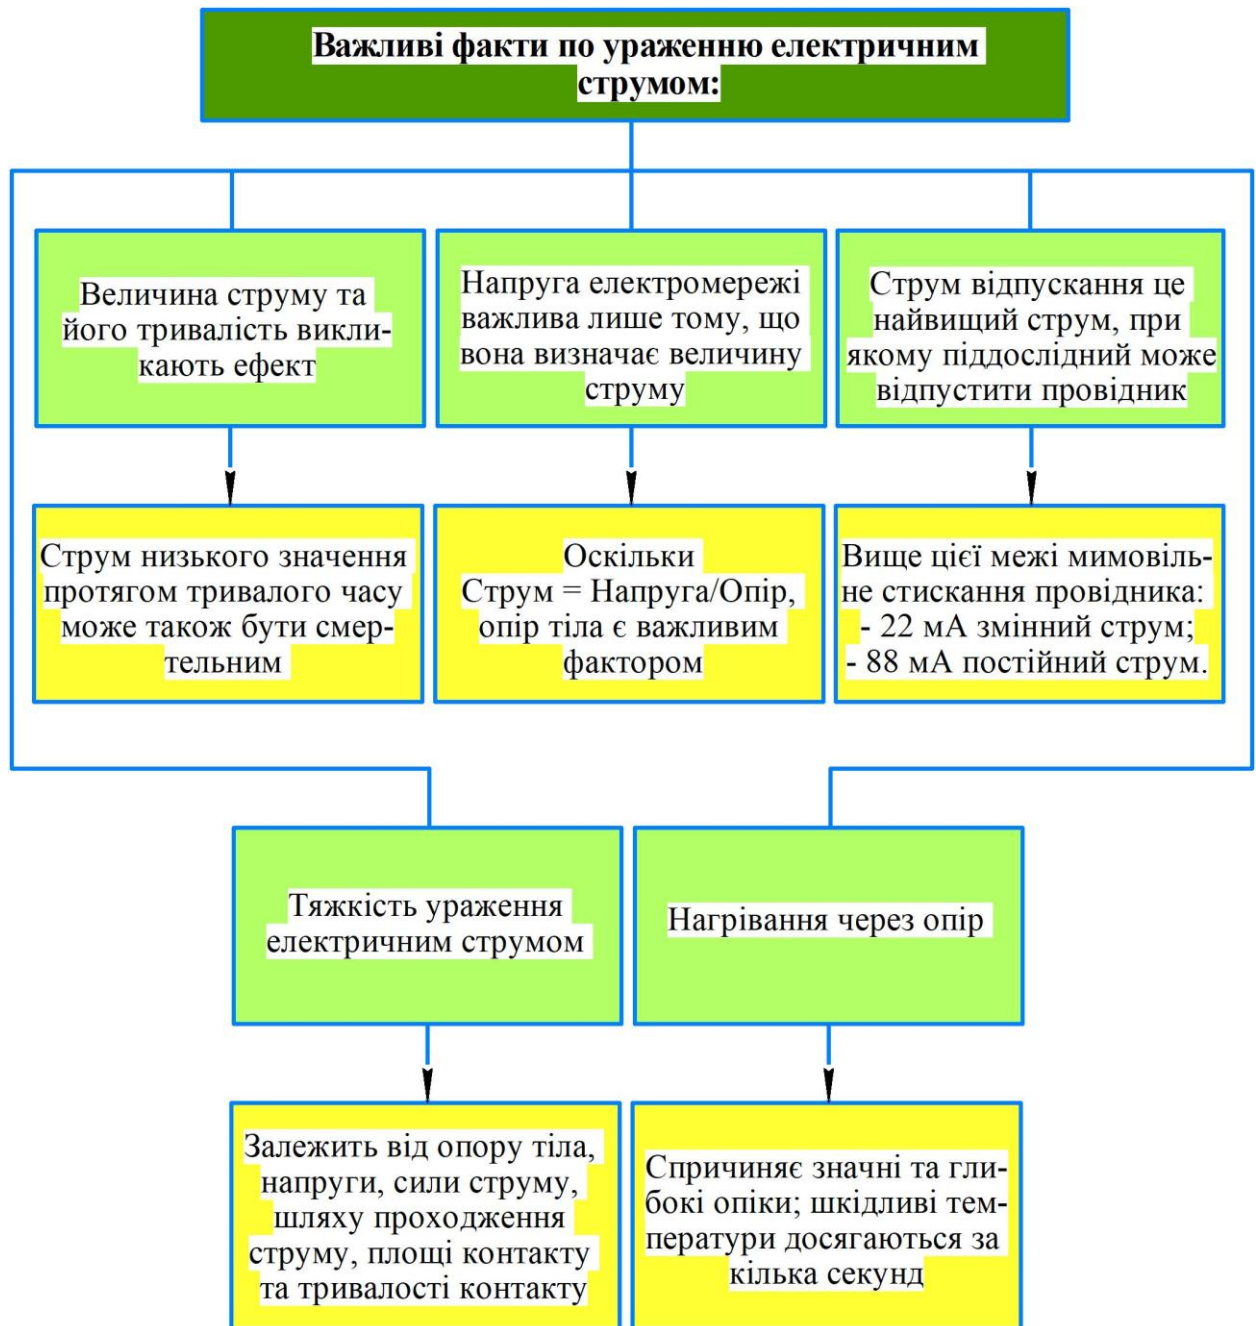 Важливі факти по ураженню електричним
струмом:
Величина струму та
його тривалість викли-
кають ефект
Напруга електромережі
важлива лише тому, що
вона визначає величину
струму
Струм відпускання це
найвищий струм, при
якому піддослідний може
відпустити провідник
Струм низького значення
протягом тривалого часу
може також бути смер-
тельним
Оскільки
Струм = Напруга/Опір,
опір тіла є важливим
фактором
Вище цієї межі мимовіль-
не стискання провідника:
- 22 мА змінний струм;
- 88 мА постійний струм.
Тяжкість ураження
електричним струмом
Нагрівання через опір
Залежить від опору тіла,
напруги, сили струму,
шляху проходження
струму, площі контакту
та тривалості контакту
Спричиняє значні та гли-
бокі опіки; шкідливі тем-
ператури досягаються за
кілька секунд